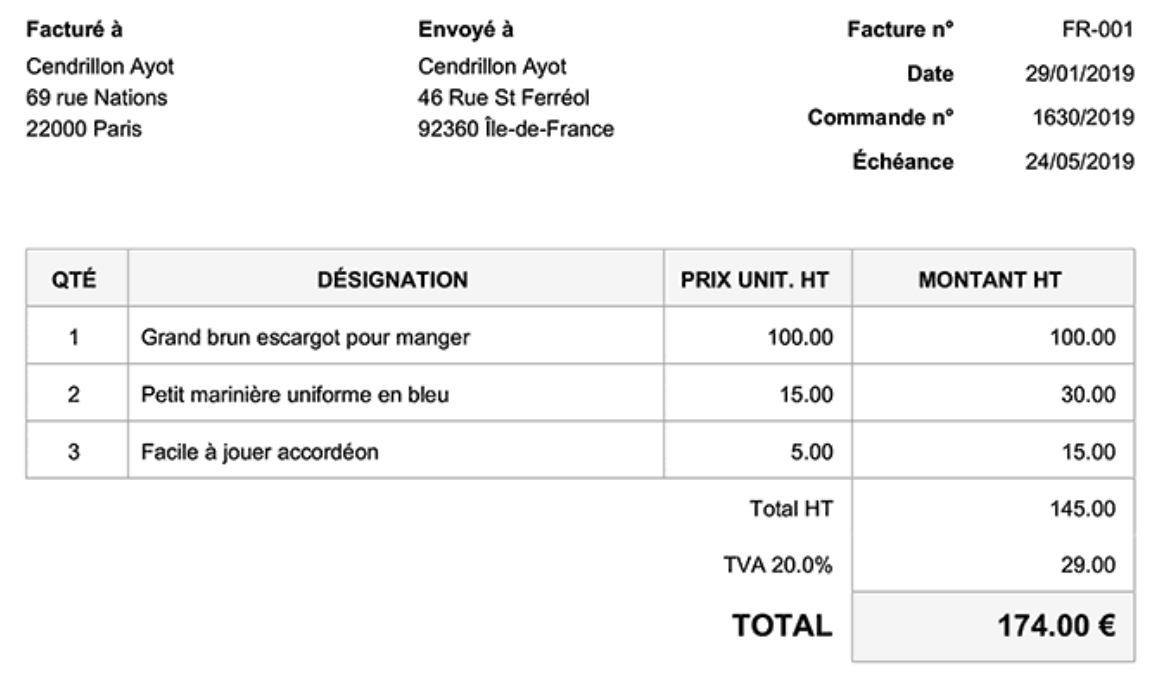 Facturé à
Cendrillon Ayot
69 rue Nations
22000 Paris
Envoyé à
Cendrillon Ayot
46 Rue St Ferréol
92360 Île-de-France
Facture n° FR-001
Date 29/01/2019
Commande n° 1630/2019
Échéance 24/05/2019
QTÉ DÉSIGNATION PRIX UNIT. HT MONTANT HT
1 Grand brun escargot pour manger 100.00 100.00
2 Petit marinière uniforme en bleu 15.00 30.00
3 Facile à jouer accordéon 5.00 15.00
Total HT 145.00
TVA 20.0% 29.00
TOTAL 174.00 €